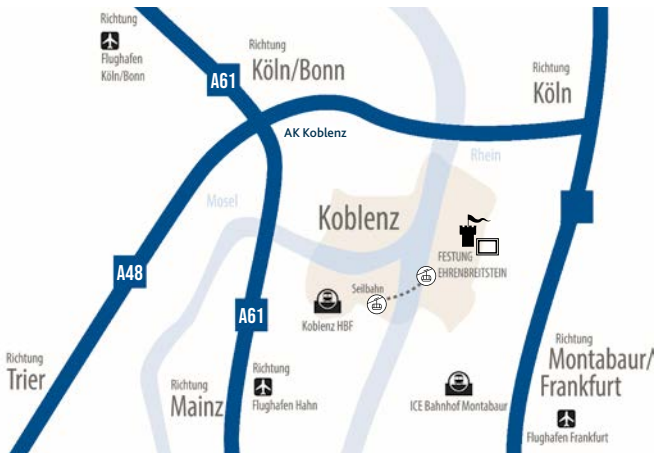 Richtung
Flughafen
Köln/Bonn
A61
Richtung
Köln/Bonn
Richtung
Köln
AK Koblenz
Rhein
Mosel
Koblenz
FESTUNG
EHRENBREITSTEIN
Seilbahn
A48
A61
Koblenz HBF
Richtung
Trier
Richtung
Mainz
Richtung
Flughafen Hahn
ICE Bahnhof Montabaur
Richtung
Montabaur/
Frankfurt
Flughafen Frankfurt